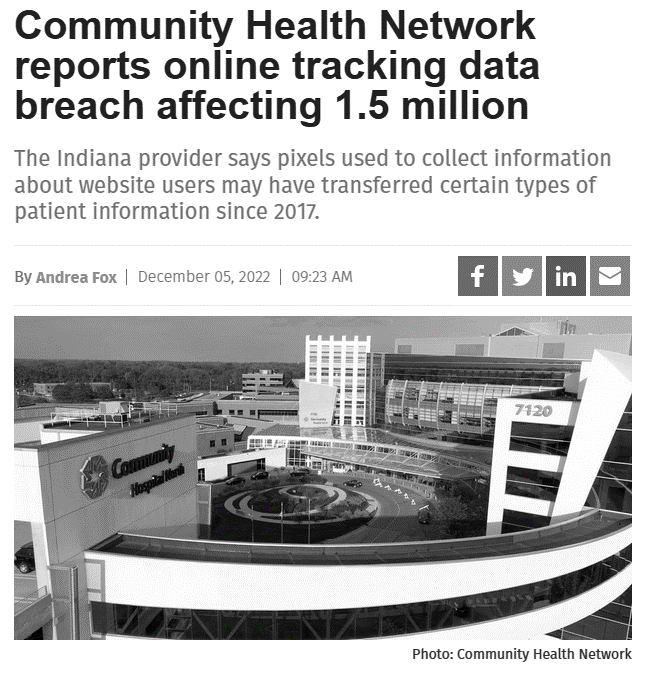 Community Health Network
reports online tracking data
breach affecting 1.5 million
The Indiana provider says pixels used to collect information
about website users may have transferred certain types of
patient information since 2017.
By Andrea Fox | December 05, 2022 | 09:23 AM
f in
7120
Community
Hospital North
Photo: Community Health Network